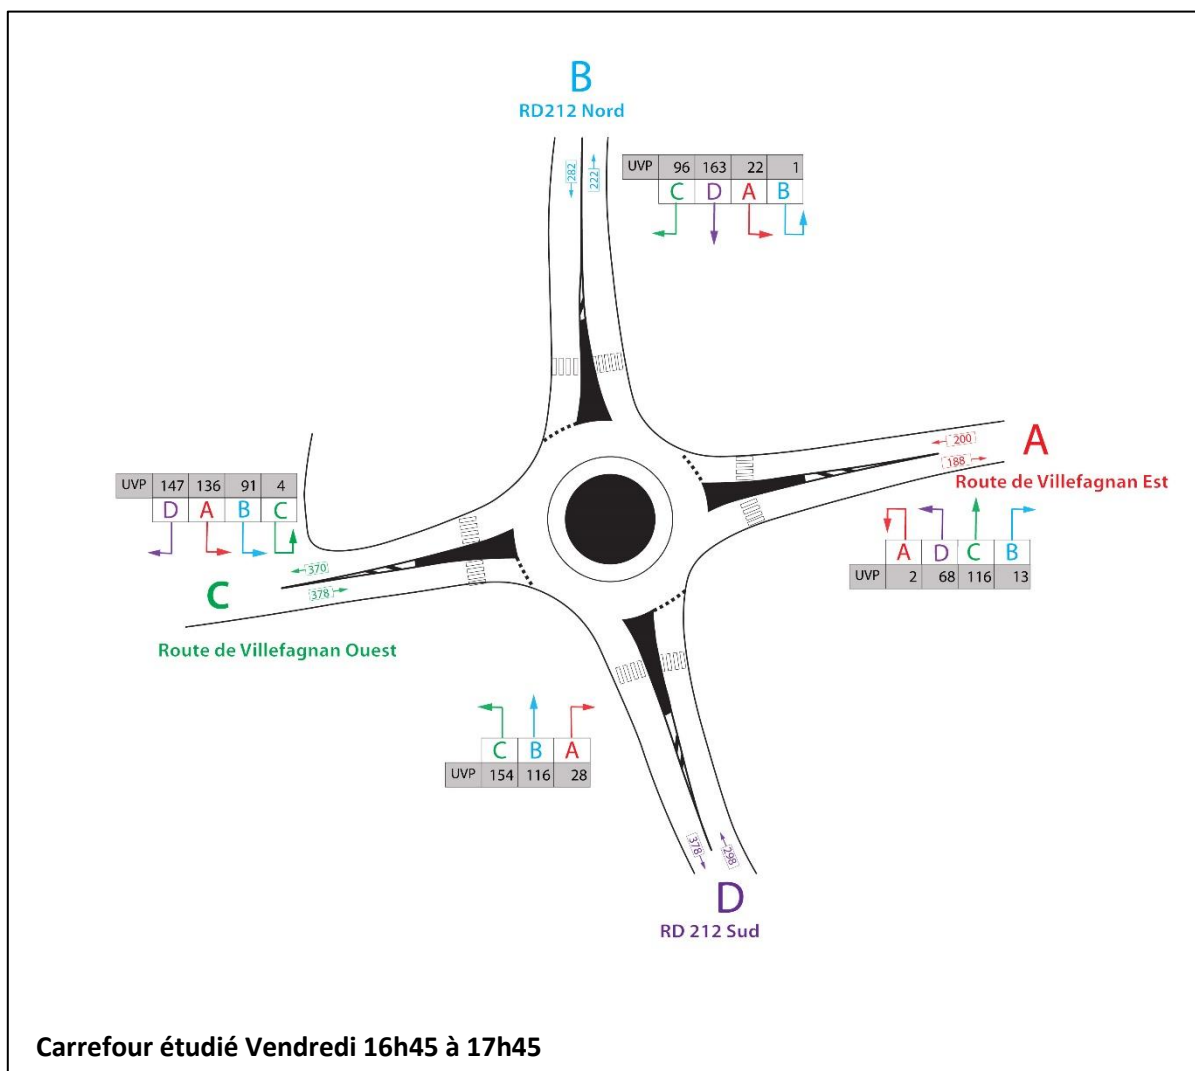 B
RD212 Nord
282
222
UVP 96 163 22 1
C D A B
200
188
A
Route de Villefagnan Est
A D C B
UVP 2 68 116 13
UVP 147 136 91 4
D A B C
370
378
C
Route de Villefagnan Ouest
C B A
UVP 154 116 28
378
298
D
RD 212 Sud
Carrefour étudié Vendredi 16h45 à 17h45